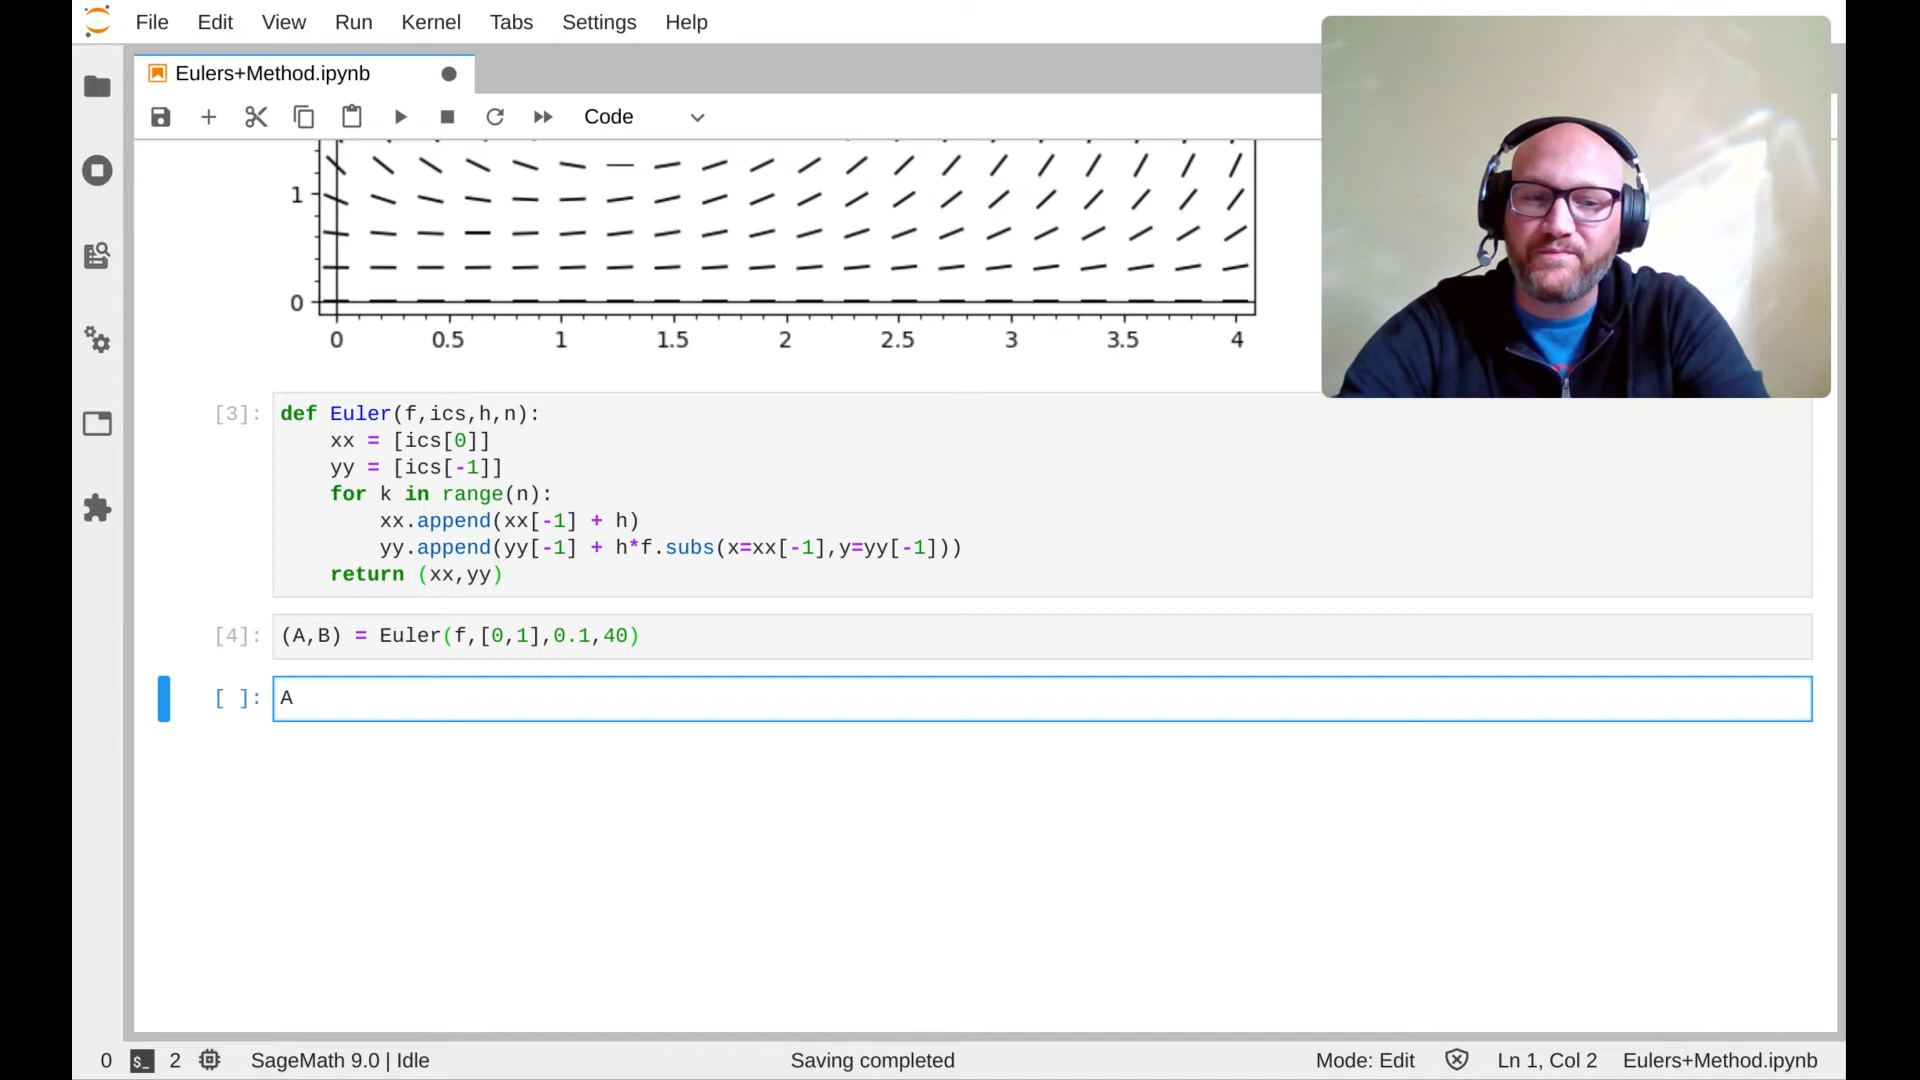 File Edit View Run Kernel Tabs Settings Help
Eulers+Method.ipynb
Code
1
0
0 0.5 1 1.5 2 2.5 3 3.5 4
[3]: def Euler(f,ics,h,n):
xx = [ics[0]]
yy = [ics[-1]]
for k in range(n):
xx.append(xx[-1] + h)
yy.append(yy[-1] + h*f.subs(x=xx[-1],y=yy[-1]))
return (xx,yy)
[4]: (A,B) = Euler(f,[0,1],0.1,40)
[ ]: A
0 $_ 2 SageMath 9.0 | Idle Saving completed Mode: Edit Ln 1, Col 2 Eulers+Method.ipynb